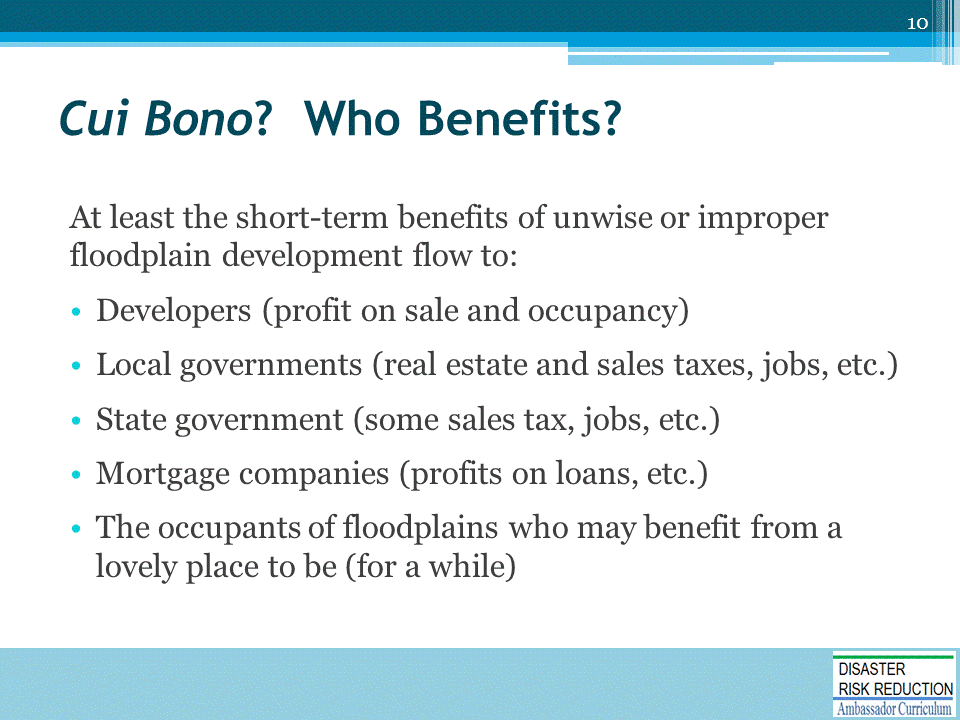 10
Cui Bono? Who Benefits?
At least the short-term benefits of unwise or improper
floodplain development flow to:
• Developers (profit on sale and occupancy)
• Local governments (real estate and sales taxes, jobs, etc.)
• State government (some sales tax, jobs, etc.)
• Mortgage companies (profits on loans, etc.)
• The occupants of floodplains who may benefit from a
lovely place to be (for a while)
DISASTER
RISK REDUCTION
Ambassador Curriculum